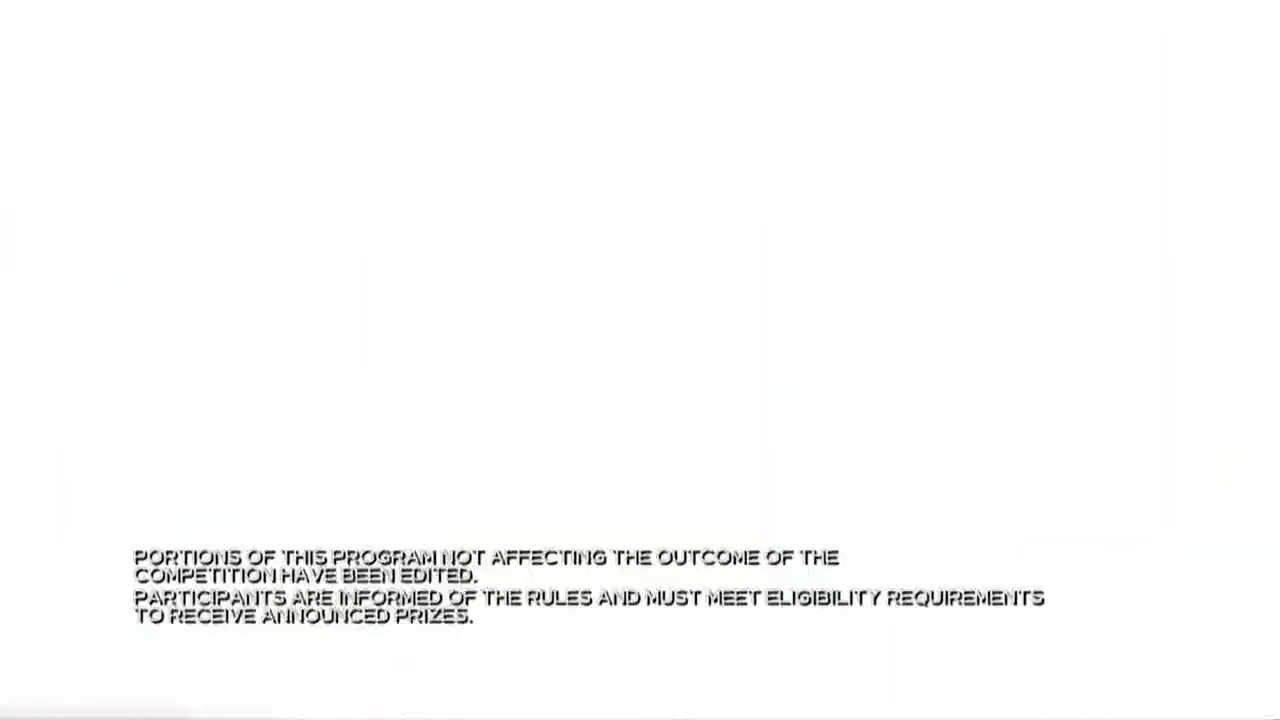 PORTIONS OF THIS PROGRAM NOT AFFECTING THE OUTCOME OF THE
COMPETITION HAVE BEEN EDITED.
PARTICIPANTS ARE INFORMED OF THE RULES AND MUST MEET ELIGIBILITY REQUIREMENTS
TO RECEIVE ANNOUNCED PRIZES.